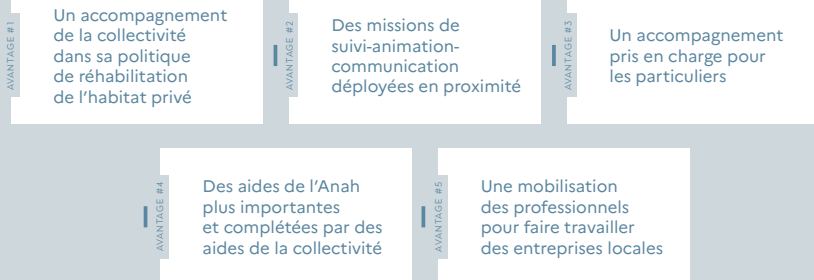 AVANTAGE #1
Un accompagnement
de la collectivité
dans sa politique
de réhabilitation
de l’habitat privé
AVANTAGE #2
Des missions de
suivi-animation-
communication
déployées en proximité
AVANTAGE #3
Un accompagnement
pris en charge pour
les particuliers
AVANTAGE #4
Des aides de l’Anah
plus importantes
et complétées par des
aides de la collectivité
AVANTAGE #5
Une mobilisation
des professionnels
pour faire travailler
des entreprises locales